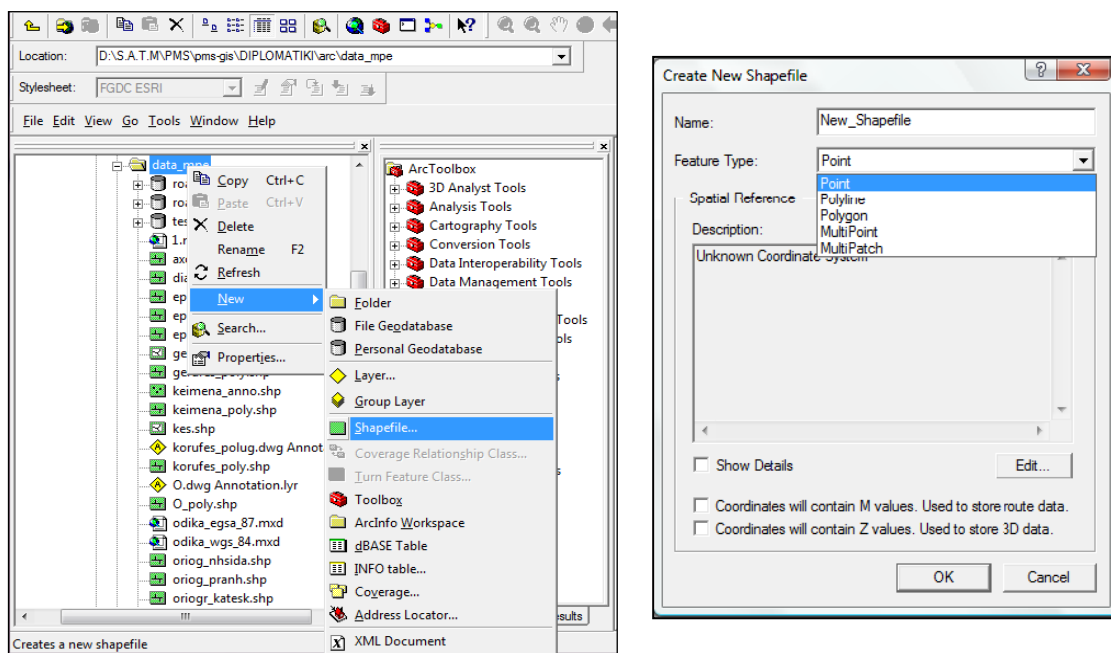 Location:
D:\S.A.T.M\PMS\pms-gis\DIPLOMATIKI\arc\data_mpe
Stylesheet:
FGDC ESRI
File Edit View Go Tools Window Help
data_mpe
1.
keimena_anno.shp
keimena_poly.shp
kes.shp
korufes_polug.dwg Annot
korufes_poly.shp
O.dwg Annotation.lyr
O_poly.shp
odika_egsa_87.mxd
odika_wgs_84.mxd
oriog_nhsida.shp
oriog_pranh.shp
oriogr_katesk.shp
Copy Ctrl+C
Paste Ctrl+V
Delete
Rename F2
Refresh
New
Search...
Properties...
Folder
File Geodatabase
Personal Geodatabase
Layer...
Group Layer
Shapefile...
Coverage Relationship Class...
Turn Feature Class...
Toolbox
ArcInfo Workspace
dBASE Table
INFO table...
Coverage...
Address Locator...
XML Document
ArcToolbox
3D Analyst Tools
Analysis Tools
Cartography Tools
Conversion Tools
Data Interoperability Tools
Data Management Tools
Tools
Creates a new shapefile
Create New Shapefile
Name:
New_Shapefile
Feature Type:
Point
Point
Polyline
Polygon
MultiPoint
MultiPatch
Spatial Reference
Description:
Unknown Coordinate System
Show Details
Edit...
Coordinates will contain M values. Used to store route data.
Coordinates will contain Z values. Used to store 3D data.
OK
Cancel